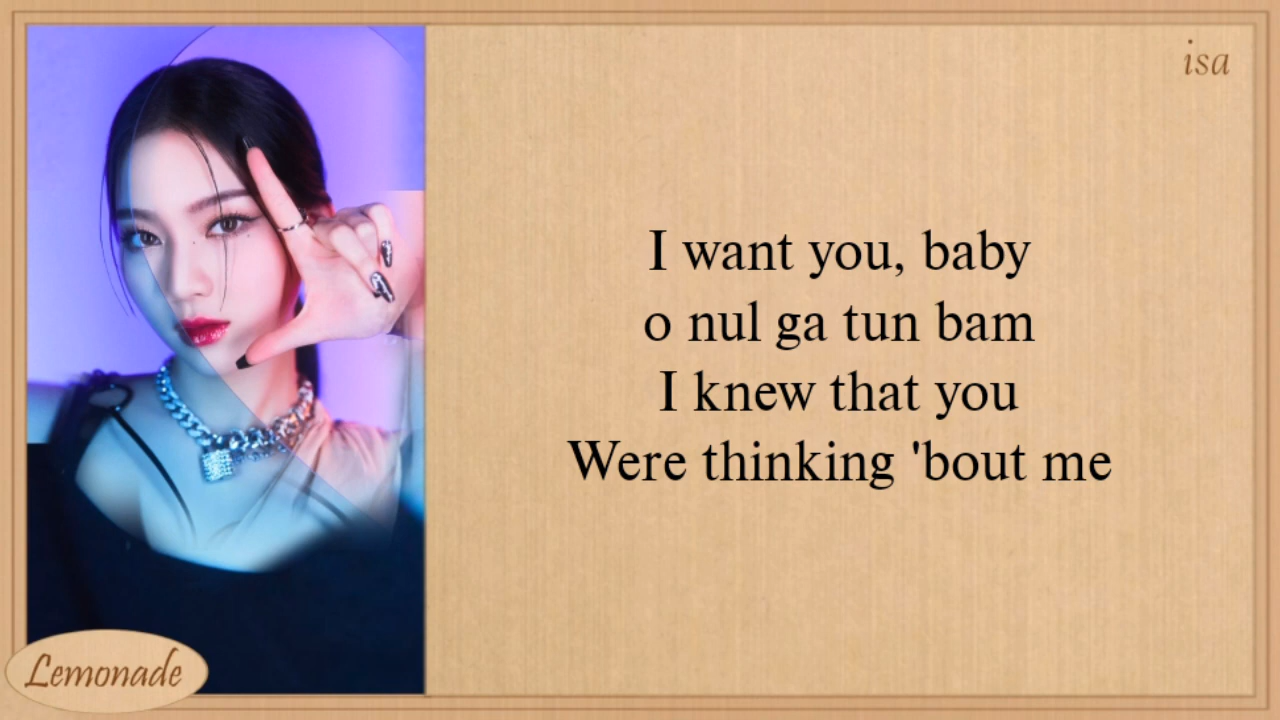 isa
I want you, baby
o nul ga tun bam
I knew that you
Were thinking 'bout me
Lemonade